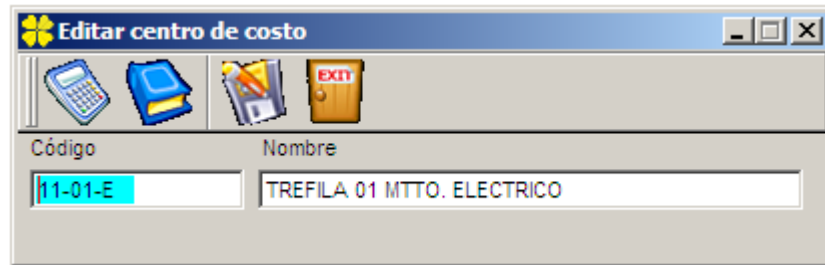 Editar centro de costo
EXIT
Código Nombre
11-01-E TREFILA 01 MTTO. ELECTRICO